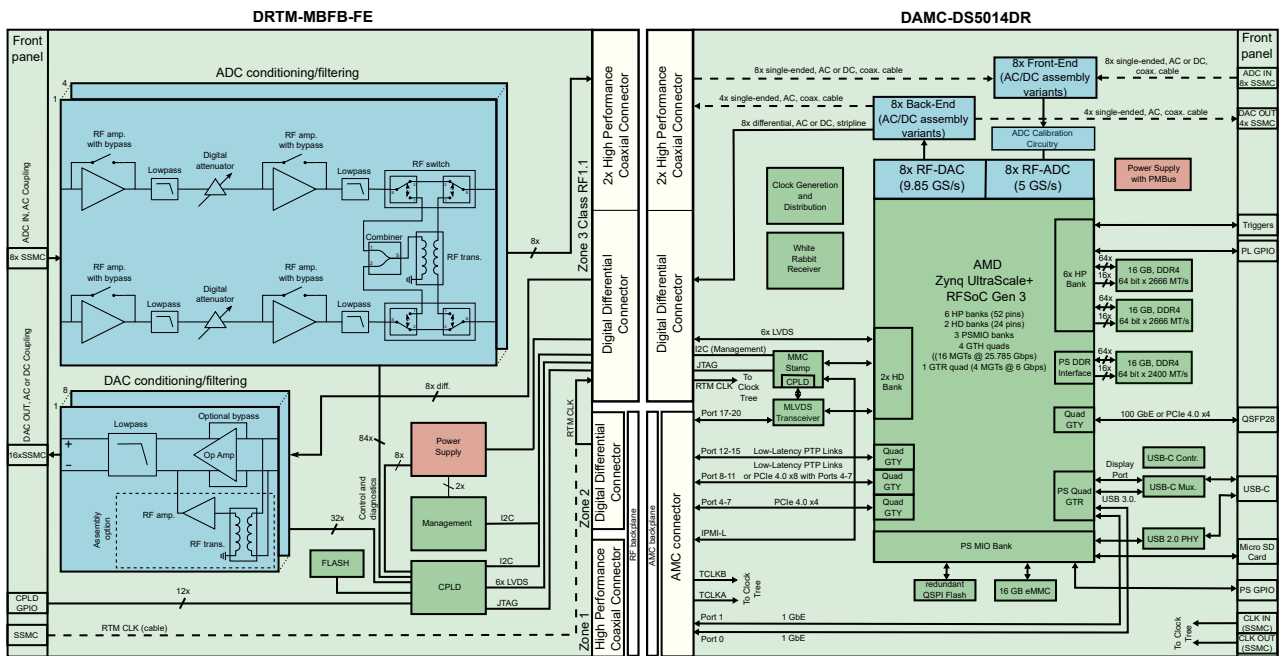 DRTM-MBFB-FE
DAMC-DS5014DR
Front
panel
ADC IN, AC Coupling
8x SSMC
DAC OUT, AC or DC Coupling
16xSSMC
CPLD
GPIO
SSMC
ADC conditioning/filtering
4
1
RF amp.
with bypass
Lowpass
Digital
attenuator
RF amp.
with bypass
Lowpass
RF switch
Combiner
RF trans.
RF amp.
with bypass
Lowpass
Digital
attenuator
RF amp.
with bypass
Lowpass
8x
DAC conditioning/filtering
8
1
Lowpass
Optional bypass
+
−
Op Amp
Assembly
option
RF amp.
RF trans.
8x diff.
84x
8x
Control and
diagnostics
32x
12x
Power
Supply
2x
Management
I2C
FLASH
CPLD
I2C
6x LVDS
JTAG
RTM CLK (cable)
RTM CLK
Zone 3 Class RF1.1
Zone 2
Zone 1
2x High Performance
Coaxial Connector
Digital Differential
Connector
Digital Differential
Connector
High Performance
Coaxial Connector
RF backplane
AMC backplane
2x High Performance
Coaxial Connector
Digital Differential
Connector
AMC connector
8x single-ended, AC or DC, coax. cable
4x single-ended, AC, coax. cable
8x differential, AC or DC, stripline
8x Front-End
(AC/DC assembly
variants)
8x Back-End
(AC/DC assembly
variants)
8x single-ended, AC or DC,
coax. cable
4x single-ended, AC, coax. cable
ADC Calibration
Circuitry
8x RF-DAC
(9.85 GS/s)
8x RF-ADC
(5 GS/s)
Power Supply
with PMBus
Clock Generetion
and
Distribution
White
Rabbit
Receiver
AMD
Zynq UltraScale+
RFSoC Gen 3
6 HP banks (52 pins)
2 HD banks (24 pins)
3 PSMIO banks
4 GTH quads
((16 MGTs @ 25.785 Gbps)
1 GTR quad (4 MGTs @ 6 Gbps)
6x HP
Bank
64x
16x
16 GB, DDR4
64 bit x 2666 MT/s
64x
16x
16 GB, DDR4
64 bit x 2666 MT/s
PS DDR
Interface
64x
16x
16 GB, DDR4
64 bit x 2400 MT/s
2x HD
Bank
6x LVDS
I2C (Management)
JTAG
RTM CLK
To
Clock
Tree
MMC
Stamp
CPLD
MLVDS
Transceiver
Port 17-20
Port 12-15
Low-Latency PTP Links
Low-Latency PTP Links
Port 8-11
or PCIe 4.0 x8 with Ports 4-7
Port 4-7
PCIe 4.0 x4
Quad
GTY
Quad
GTY
Quad
GTY
Quad
GTY
100 GbE or PCIe 4.0 x4
IPMI-L
PS Quad
GTR
Display
Port
USB 3.0.
USB-C Contr.
USB-C Mux.
USB 2.0 PHY
PS MIO Bank
redundant
QSPI Flash
16 GB eMMC
TCLKB
TCLKA
To Clock
Tree
Port 1
1 GbE
Port 0
1 GbE
To Clock
Tree
Front
panel
ADC IN
8x SSMC
DAC OUT
4x SSMC
Triggers
PL GPIO
QSFP28
USB-C
Micro SD
Card
PS GPIO
CLK IN
(SSMC)
CLK OUT
(SSMC)